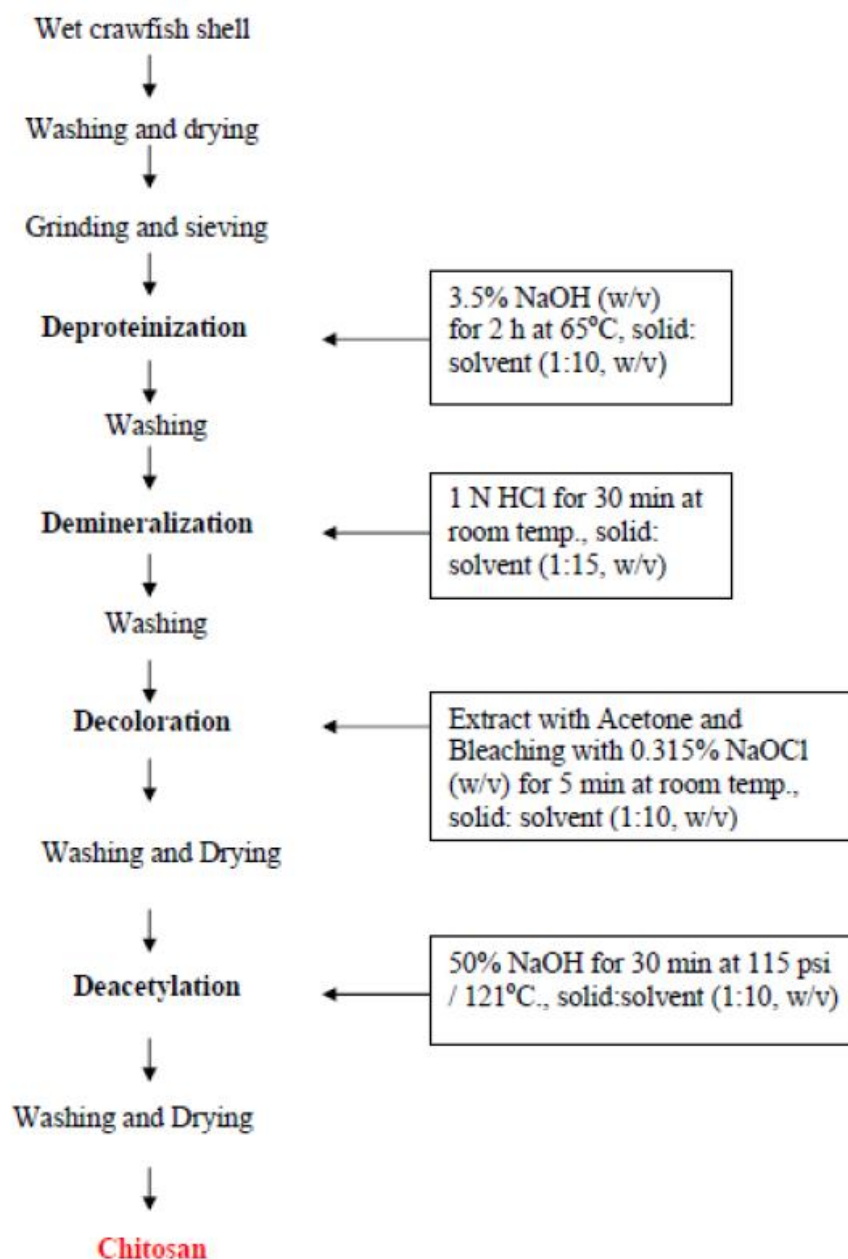 Wet crawfish shell
Washing and drying
Grinding and sieving
Deproteinization
3.5% NaOH (w/v)
for 2 h at 65ºC, solid:
solvent (1:10, w/v)
Washing
Demineralization
1 N HCl for 30 min at
room temp., solid:
solvent (1:15, w/v)
Washing
Decoloration
Extract with Acetone and
Bleaching with 0.315% NaOCl
(w/v) for 5 min at room temp.,
solid: solvent (1:10, w/v)
Washing and Drying
Deacetylation
50% NaOH for 30 min at 115 psi
/ 121ºC., solid:solvent (1:10, w/v)
Washing and Drying
Chitosan